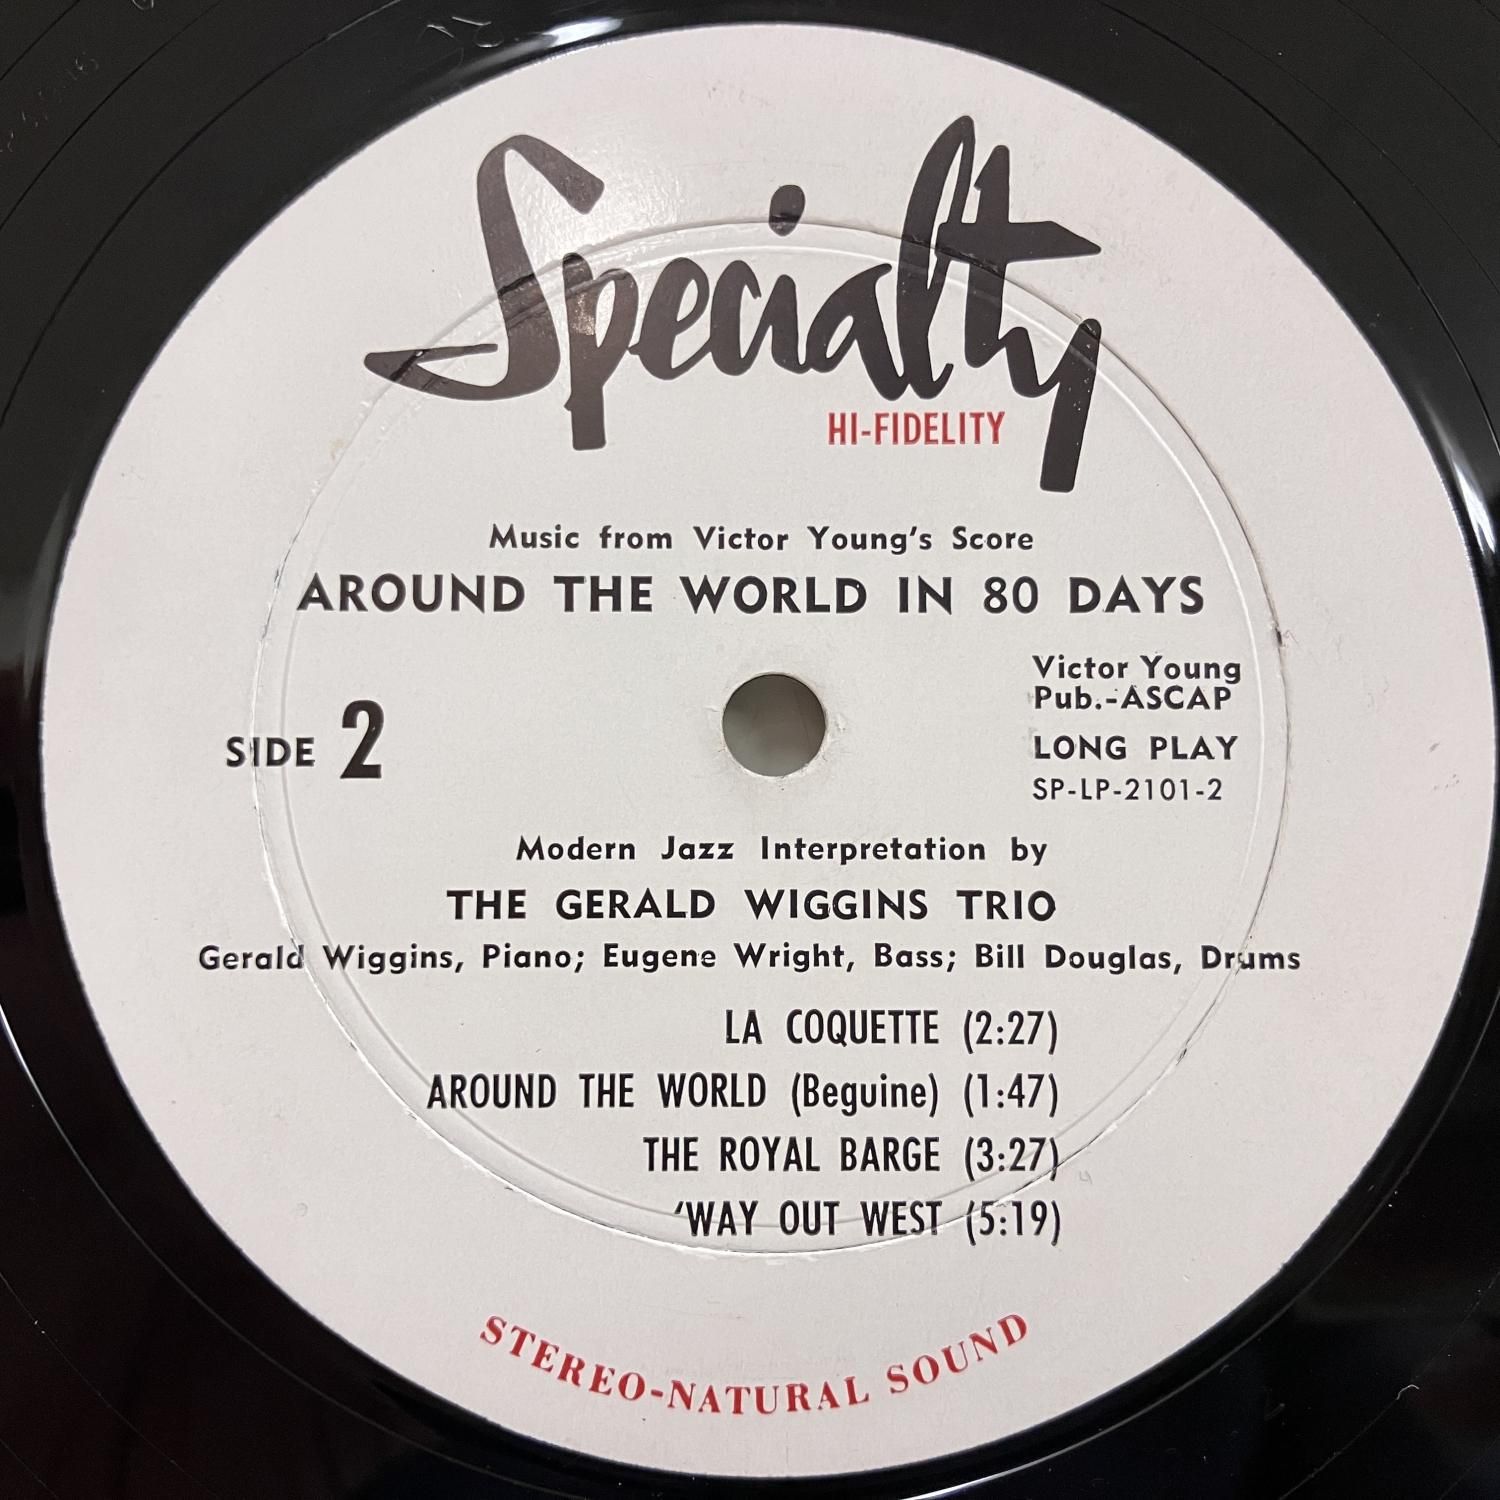 Specialty
HI-FIDELITY
Music from Victor Young's Score
AROUND THE WORLD IN 80 DAYS
Victor Young
Pub.-ASCAP
SIDE 2
LONG PLAY
SP-LP-2101-2
Modern Jazz Interpretation by
THE GERALD WIGGINS TRIO
Gerald Wiggins, Piano; Eugene Wright, Bass; Bill Douglas, Drums
LA COQUETTE (2:27)
AROUND THE WORLD (Beguine) (1:47)
THE ROYAL BARGE (3:27)
'WAY OUT WEST (5:19)
STEREO-NATURAL SOUND